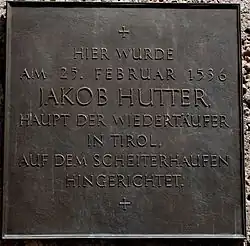 HIER WURDE
AM 25. FEBRUAR 1536
JAKOB HUTTER,
HAUPT DER WIEDERTÄUFER
IN TIROL,
AUF DEM SCHEITERHAUFEN
HINGERICHTET.